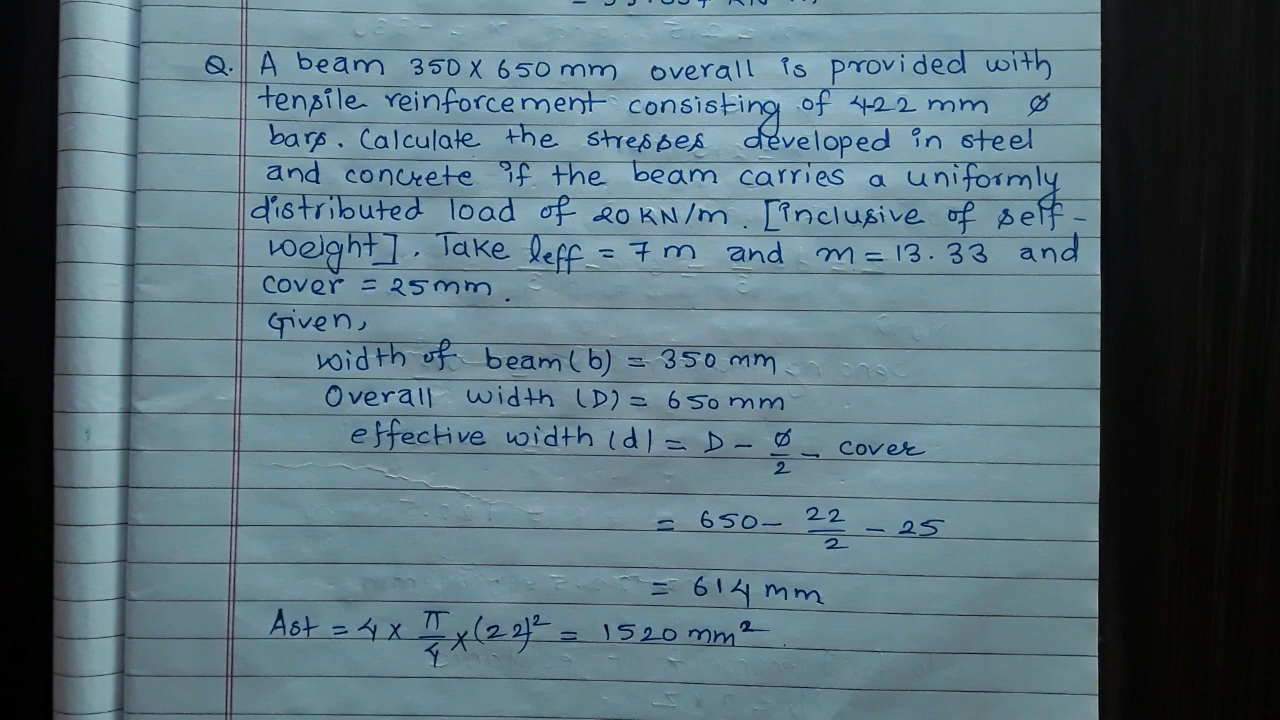 Q. A beam 350 X 650 mm overall is provided with
tensile reinforcement consisting of 4 22 mm ϕ
bars. Calculate the stresses developed in steel
and concrete if the beam carries a uniformly
distributed load of 20 KN/m. [inclusive of self-
weight]. Take leff = 7 m and m = 13.33 and
cover = 25 mm.
Given,
width of beam (b) = 350 mm
Overall width (D) = 650 mm
effective width (d) = D - ϕ/2 - cover
= 650 - 22/2 - 25
= 614 mm
Ast = 4 x π/4 x (22)² = 1520 mm².